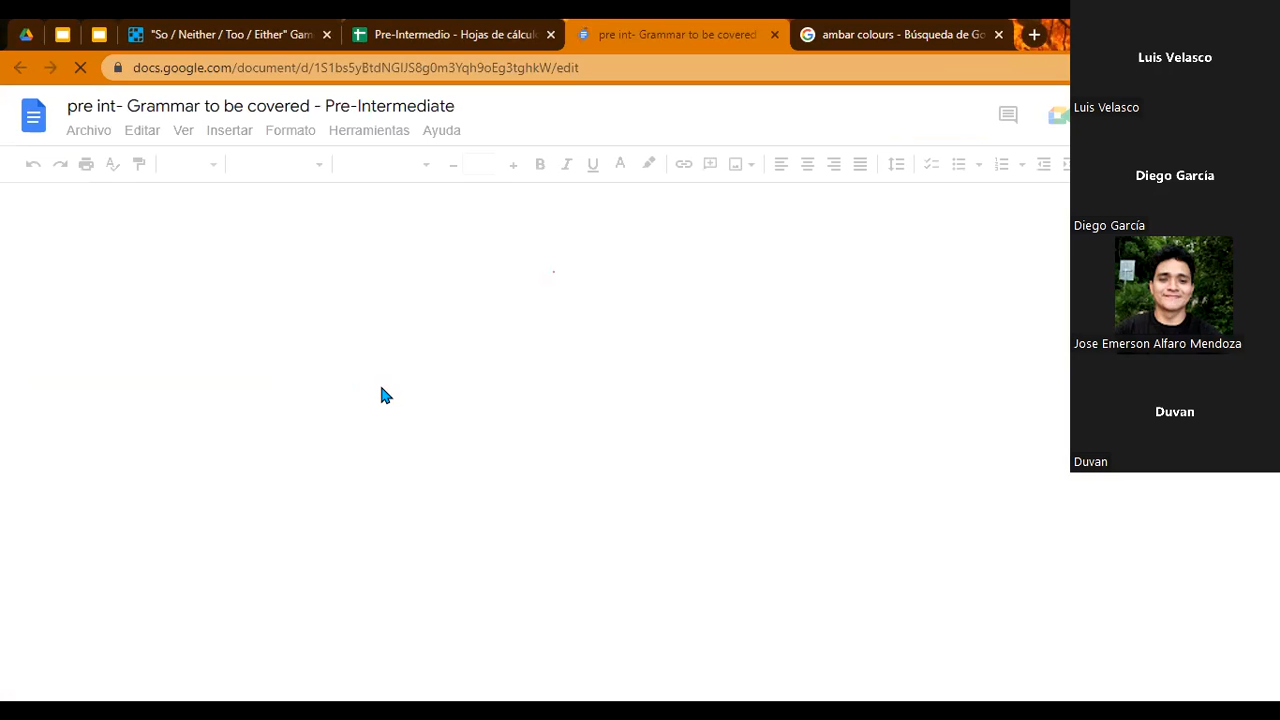 "So / Neither / Too / Either" Gam
Pre-Intermedio - Hojas de cálcul
pre int- Grammar to be covered
ambar colours - Búsqueda de Go
docs.google.com/document/d/1S1bs5yBtdNGlJS8g0m3Yqh9oEg3tghkW/edit
pre int- Grammar to be covered - Pre-Intermediate
Archivo Editar Ver Insertar Formato Herramientas Ayuda
Luis Velasco
Luis Velasco
Diego García
Diego García
Jose Emerson Alfaro Mendoza
Duvan
Duvan